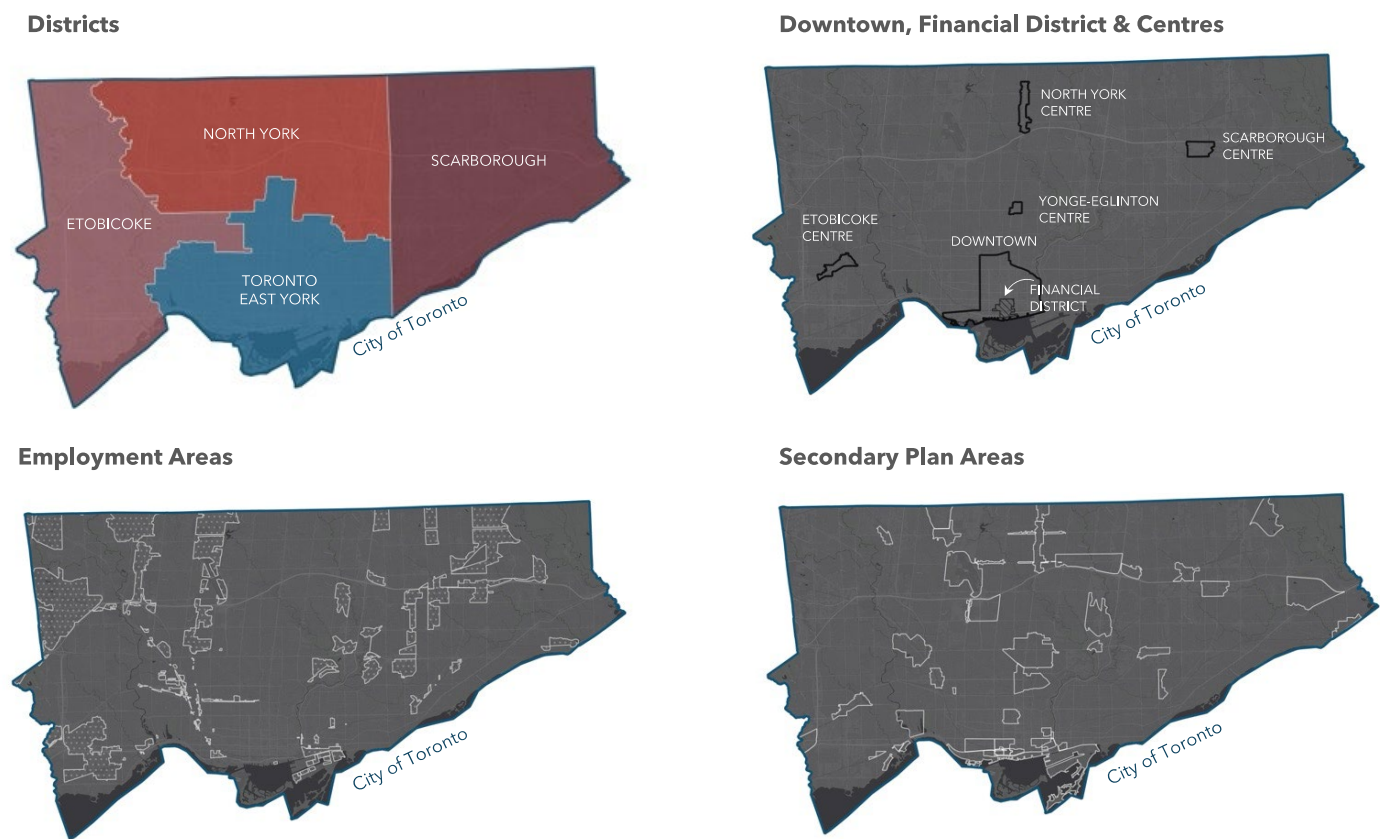 Districts
NORTH YORK
SCARBOROUGH
ETOBICOKE
TORONTO
EAST YORK
City of Toronto
Downtown, Financial District & Centres
NORTH YORK
CENTRE
SCARBOROUGH
CENTRE
YONGE-EGLINTON
CENTRE
ETOBICOKE
CENTRE
DOWNTOWN
FINANCIAL
DISTRICT
City of Toronto
Employment Areas
City of Toronto
Secondary Plan Areas
City of Toronto